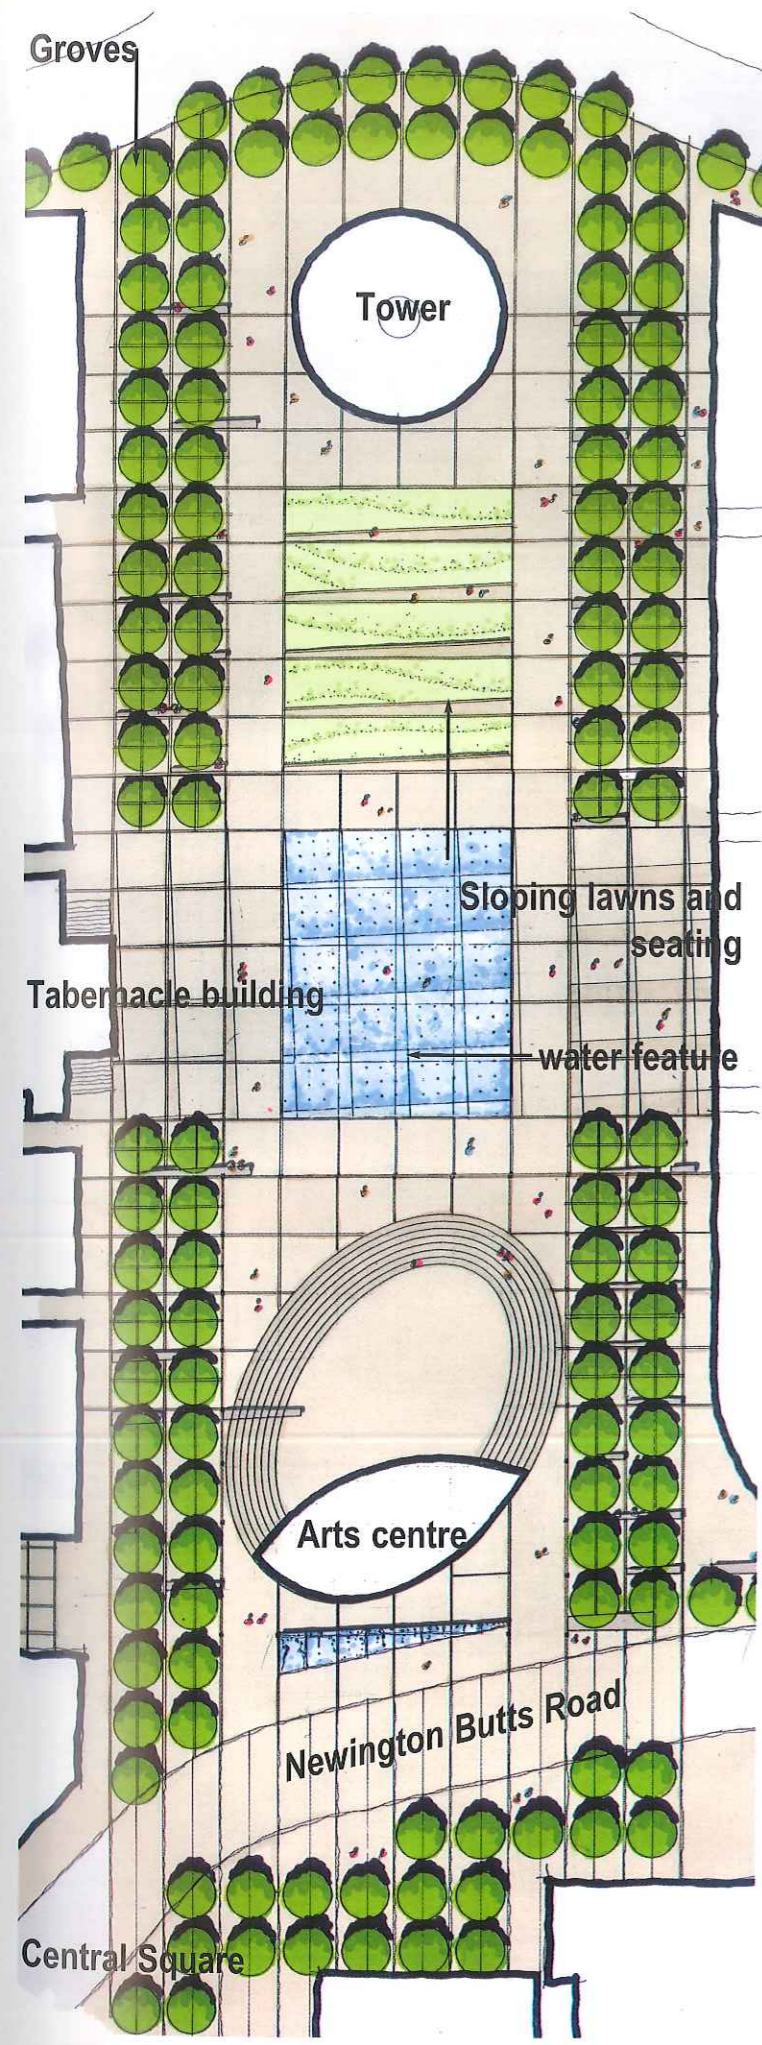 Groves
Tower
Sloping lawns and
seating
Tabernacle building
water feature
Arts centre
Newington Butts Road
Central Square